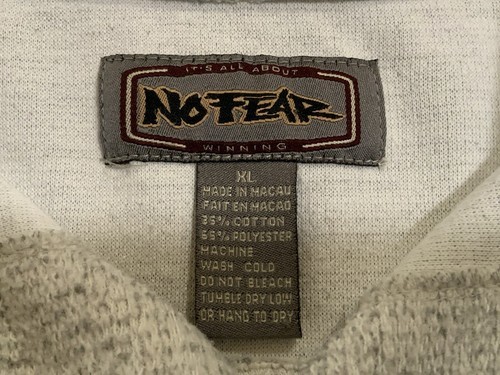 IT'S ALL ABOUT
NO FEAR
WINNING
XL
MADE IN MACAU
FAIT EN MACAO
35% COTTON
65% POLYESTER
MACHINE
WASH COLD
DO NOT BLEACH
TUMBLE DRY LOW
OR HANG TO DRY